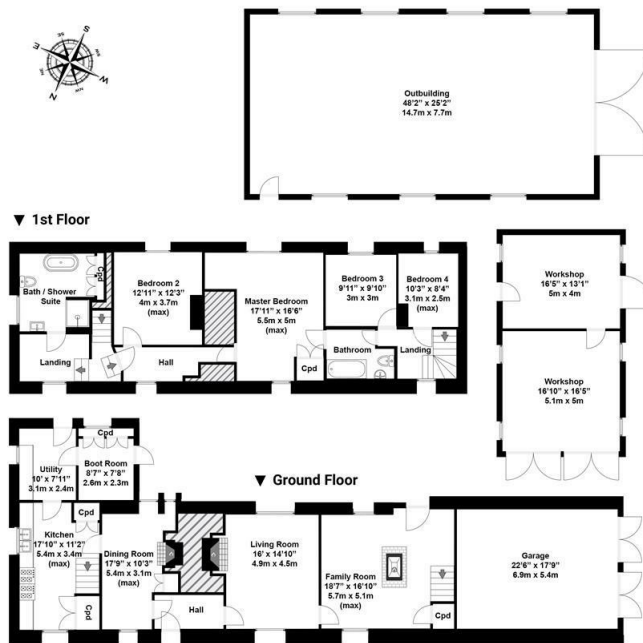 S
SE
SW
E
W
NE
NW
N
Outbuilding
48'2" x 25'2"
14.7m x 7.7m
▼ 1st Floor
Bath / Shower
Suite
Cpd
Bedroom 2
12'11" x 12'3"
4m x 3.7m
(max)
Master Bedroom
17'11" x 16'6"
5.5m x 5m
(max)
Bedroom 3
9'11" x 9'10"
3m x 3m
Bedroom 4
10'3" x 8'4"
3.1m x 2.5m
(max)
Landing
Hall
Cpd
Bathroom
Landing
Workshop
16'5" x 13'1"
5m x 4m
Workshop
16'10" x 16'5"
5.1m x 5m
Cpd
Utility
10' x 7'11"
3.1m x 2.4m
Boot Room
8'7" x 7'8"
2.6m x 2.3m
▼ Ground Floor
Cpd
Kitchen
17'10" x 11'2"
5.4m x 3.4m
(max)
Cpd
Dining Room
17'9" x 10'3"
5.4m x 3.1m
(max)
Hall
Living Room
16' x 14'10"
4.9m x 4.5m
Family Room
18'7" x 16'10"
5.7m x 5.1m
(max)
Cpd
Garage
22'6" x 17'9"
6.9m x 5.4m